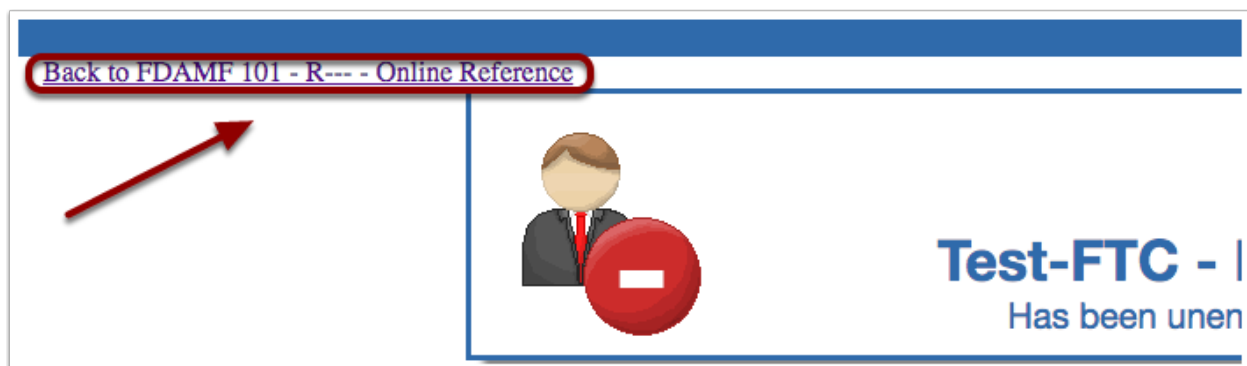 Back to FDAMF 101 - R--- - Online Reference
Test-FTC -
Has been unen